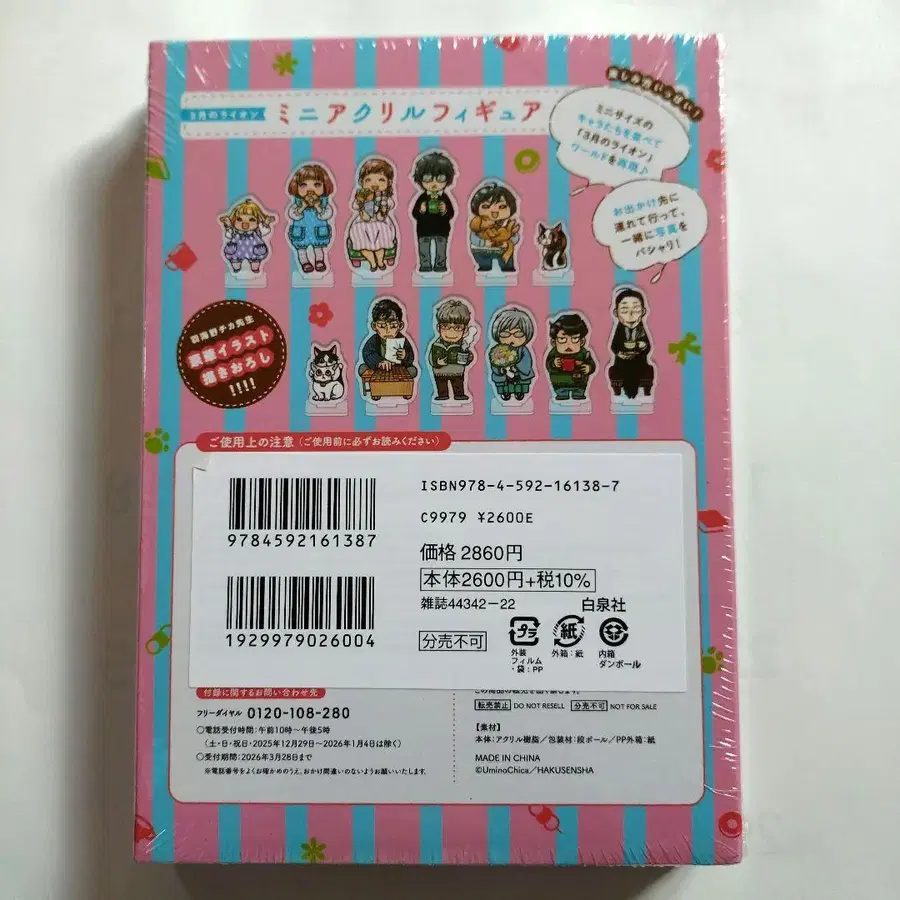 3月のライオン
ミニアクリルフィギュア
ミニサイズの
キャラたちを並べて
「3月のライオン」
ワールドを再現♪
お出かけ先に
連れて行って、
一緒に写真を
パシャリ!
羽海野チカ先生
豪華イラスト
描きおろし
!!!!
ご使用上の注意(ご使用前に必ずお読みください)
ISBN978-4-592-16138-7
C9979 ¥2600E
9784592161387
価格 2860円
本体2600円+税10%
雑誌44342-22
白泉社
1929979026004
分売不可
プラ
紙
外装
フィルム
・袋:PP
外箱:紙
内箱
ダンボール
付録に関するお問い合わせ先
フリーダイヤル 0120-108-280
○電話受付時間:午前10時~午後5時
(土・日・祝日・2025年12月29日~2026年1月4日は除く)
○受付期間:2026年3月28日まで
※電話番号をよくお確かめのうえ、おかけ間違いのないようお願いいたします。
転売禁止 DO NOT RESELL 分売不可 NOT FOR SALE
【素材】
本体:アクリル樹脂/包装材:段ボール/PP外箱:紙
MADE IN CHINA
©UminoChica/HAKUSENSHA